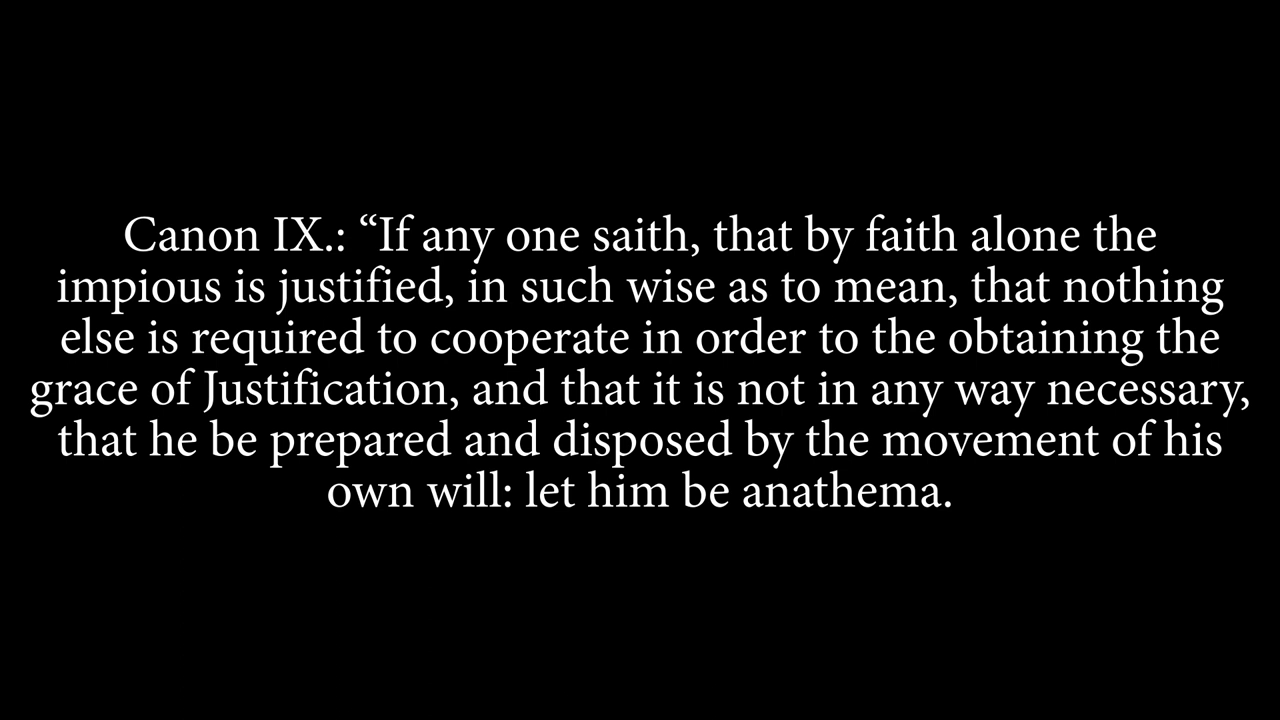 Canon IX.: “If any one saith, that by faith alone the
impious is justified, in such wise as to mean, that nothing
else is required to cooperate in order to the obtaining the
grace of Justification, and that it is not in any way necessary,
that he be prepared and disposed by the movement of his
own will: let him be anathema.